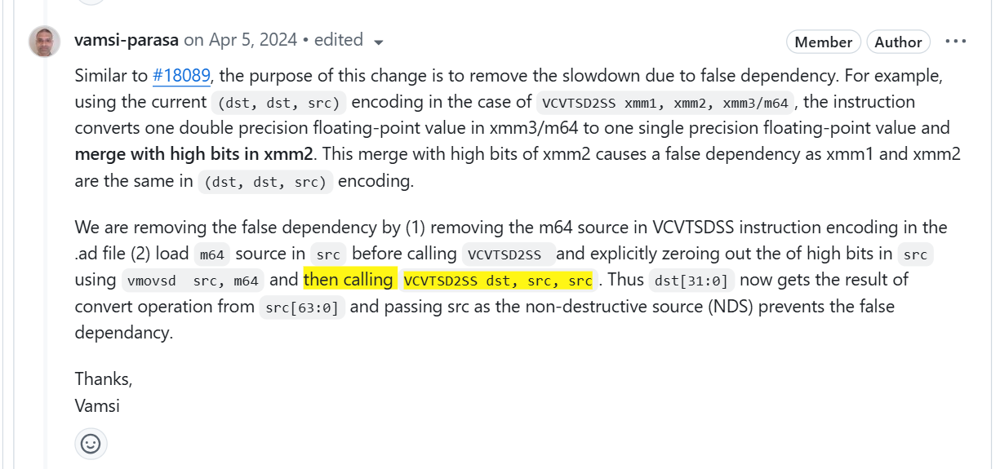 vamsi-parasa on Apr 5, 2024 • edited
Member Author ...
Similar to #18089, the purpose of this change is to remove the slowdown due to false dependency. For example,
using the current (dst, dst, src) encoding in the case of VCVTSD2SS xmm1, xmm2, xmm3/m64 , the instruction
converts one double precision floating-point value in xmm3/m64 to one single precision floating-point value and
merge with high bits in xmm2. This merge with high bits of xmm2 causes a false dependency as xmm1 and xmm2
are the same in (dst, dst, src) encoding.
We are removing the false dependency by (1) removing the m64 source in VCVTSDSS instruction encoding in the
.ad file (2) load m64 source in src before calling VCVTSD2SS and explicitly zeroing out the of high bits in src
using vmovsd src, m64 and then calling VCVTSD2SS dst, src, src . Thus dst[31:0] now gets the result of
convert operation from src[63:0] and passing src as the non-destructive source (NDS) prevents the false
dependancy.
Thanks,
Vamsi